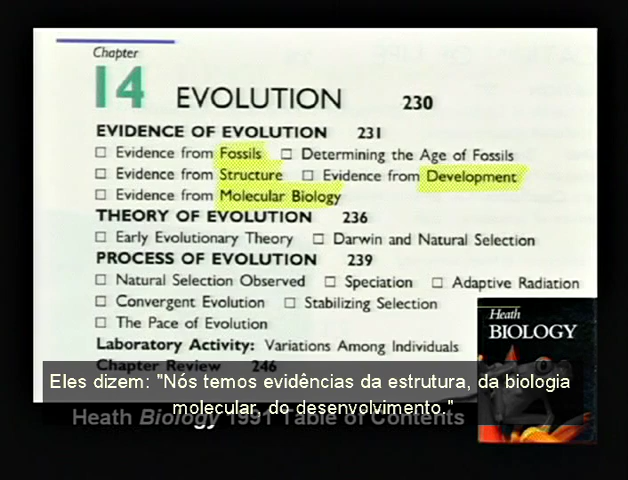 Chapter
14 EVOLUTION 230
EVIDENCE OF EVOLUTION 231
☐ Evidence from Fossils ☐ Determining the Age of Fossils
☐ Evidence from Structure ☐ Evidence from Development
☐ Evidence from Molecular Biology
THEORY OF EVOLUTION 236
☐ Early Evolutionary Theory ☐ Darwin and Natural Selection
PROCESS OF EVOLUTION 239
☐ Natural Selection Observed ☐ Speciation ☐ Adaptive Radiation
☐ Convergent Evolution ☐ Stabilizing Selection
☐ The Pace of Evolution
Laboratory Activity: Variations Among Individuals
Chapter Review 246
Heath
BIOLOGY
Eles dizem: "Nós temos evidências da estrutura, da biologia
molecular, do desenvolvimento."
Heath Biology 1991 Table of Contents